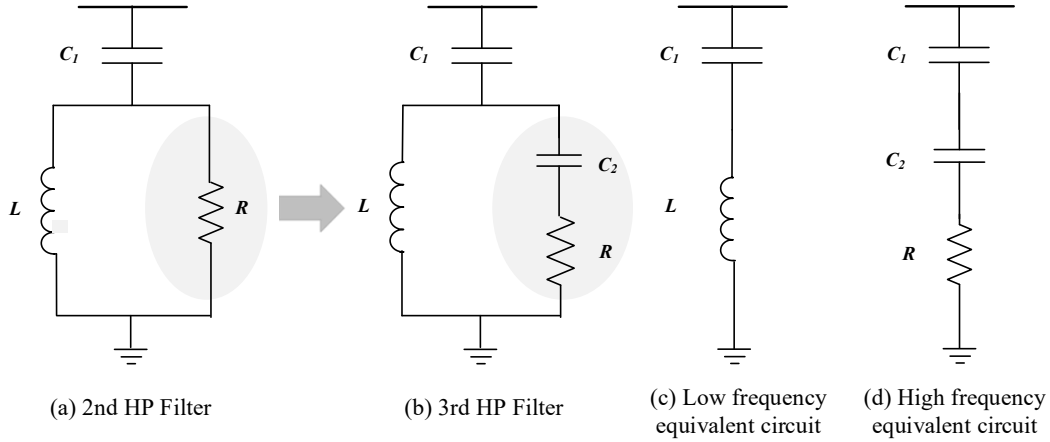 C1
L
R
(a) 2nd HP Filter
C1
L
C2
R
(b) 3rd HP Filter
C1
L
(c) Low frequency
equivalent circuit
C1
C2
R
(d) High frequency
equivalent circuit